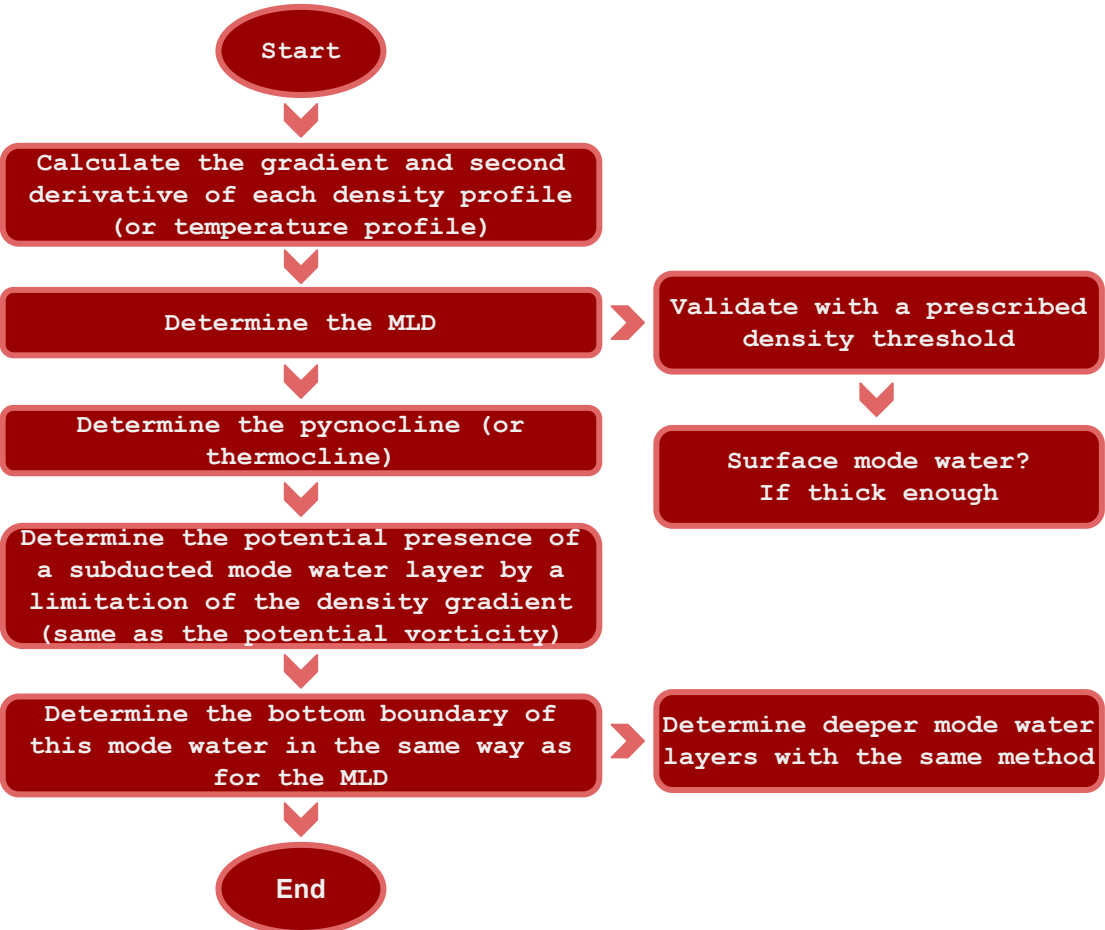 Start
Calculate the gradient and second
derivative of each density profile
(or temperature profile)
Determine the MLD
Validate with a prescribed
density threshold
Determine the pycnocline (or
thermocline)
Surface mode water?
If thick enough
Determine the potential presence of
a subducted mode water layer by a
limitation of the density gradient
(same as the potential vorticity)
Determine the bottom boundary of
this mode water in the same way as
for the MLD
Determine deeper mode water
layers with the same method
End